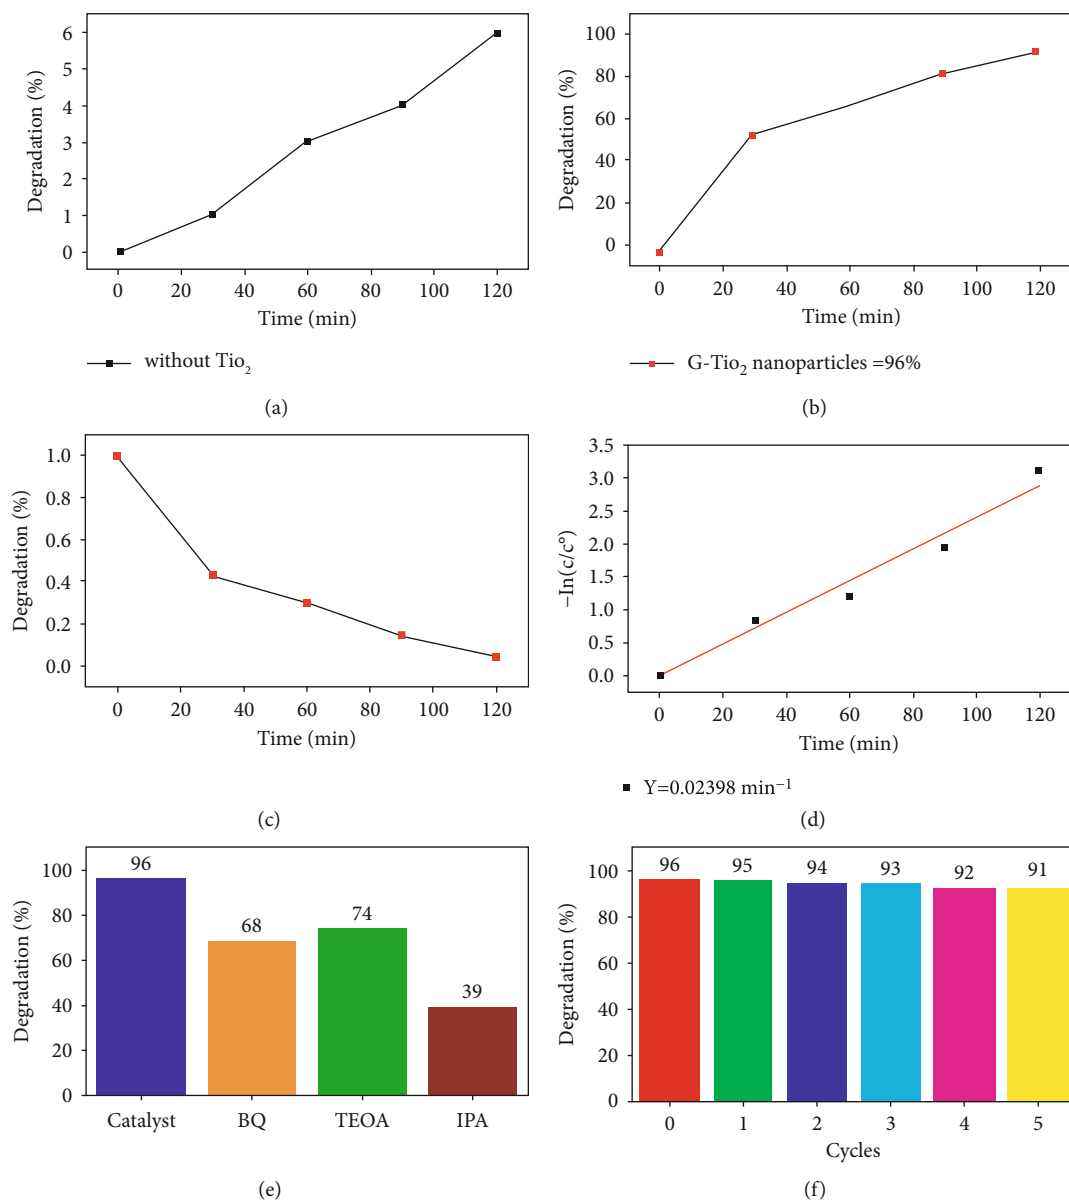 6
5
4
3
2
1
0
Degradation (%)
0 20 40 60 80 100 120
Time (min)
without Tio₂
(a)
100
80
60
40
20
0
Degradation (%)
0 20 40 60 80 100 120
Time (min)
G-Tio₂ nanoparticles =96%
(b)
1.0
0.8
0.6
0.4
0.2
0.0
Degradation (%)
0 20 40 60 80 100 120
Time (min)
(c)
3.5
3.0
2.5
2.0
1.5
1.0
0.5
0.0
–In(c/c°)
0 20 40 60 80 100 120
Time (min)
Y=0.02398 min⁻¹
(d)
100
80
60
40
20
0
Degradation (%)
96 68 74 39
Catalyst BQ TEOA IPA
(e)
100
80
60
40
20
0
Degradation (%)
96 95 94 93 92 91
0 1 2 3 4 5
Cycles
(f)